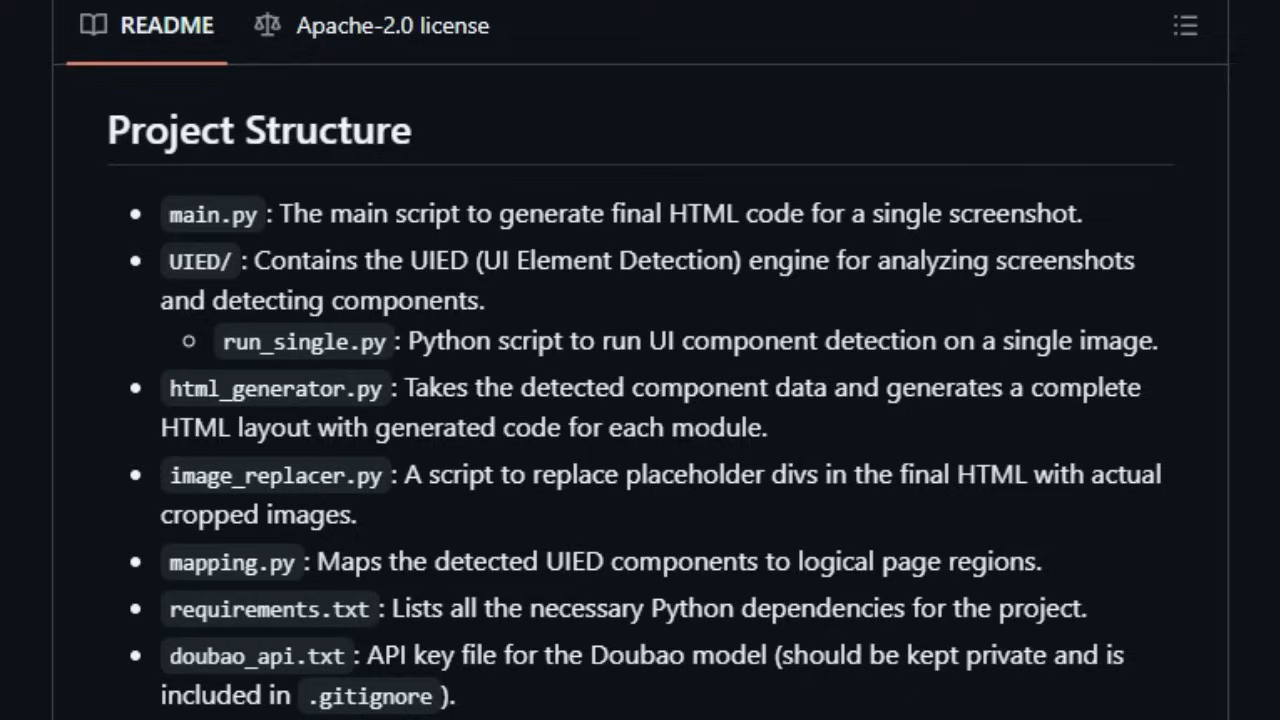 README
Apache-2.0 license
Project Structure
main.py : The main script to generate final HTML code for a single screenshot.
UIED/ : Contains the UIED (UI Element Detection) engine for analyzing screenshots
and detecting components.
run_single.py : Python script to run UI component detection on a single image.
html_generator.py : Takes the detected component data and generates a complete
HTML layout with generated code for each module.
image_replacer.py : A script to replace placeholder divs in the final HTML with actual
cropped images.
mapping.py : Maps the detected UIED components to logical page regions.
requirements.txt : Lists all the necessary Python dependencies for the project.
doubao_api.txt : API key file for the Doubao model (should be kept private and is
included in .gitignore ).